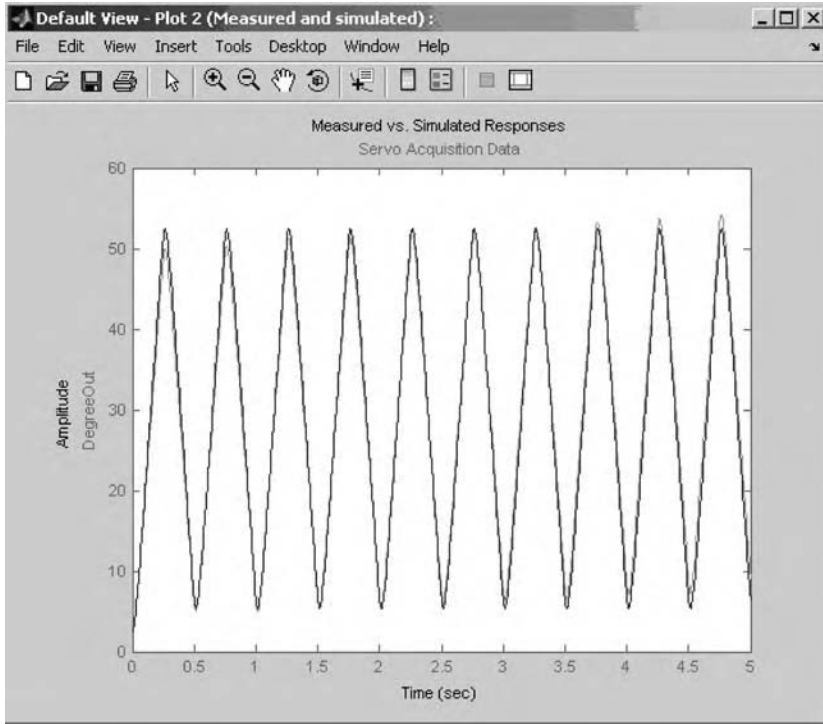 Default View - Plot 2 (Measured and simulated) :
File Edit View Insert Tools Desktop Window Help
Measured vs. Simulated Responses
Servo Acquisition Data
60
50
40
30
20
10
0
Amplitude
DegreeOut
0 0.5 1 1.5 2 2.5 3 3.5 4 4.5 5
Time (sec)